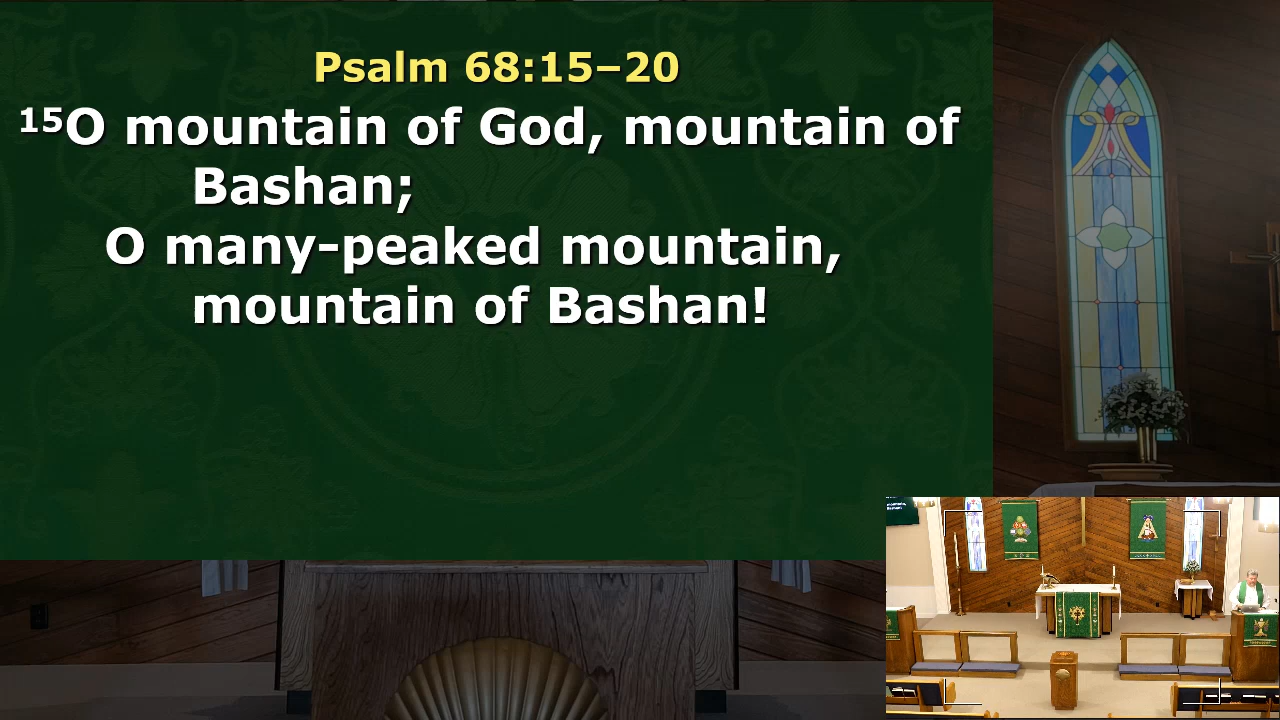 Psalm 68:15–20
15O mountain of God, mountain of
Bashan;
O many-peaked mountain,
mountain of Bashan!